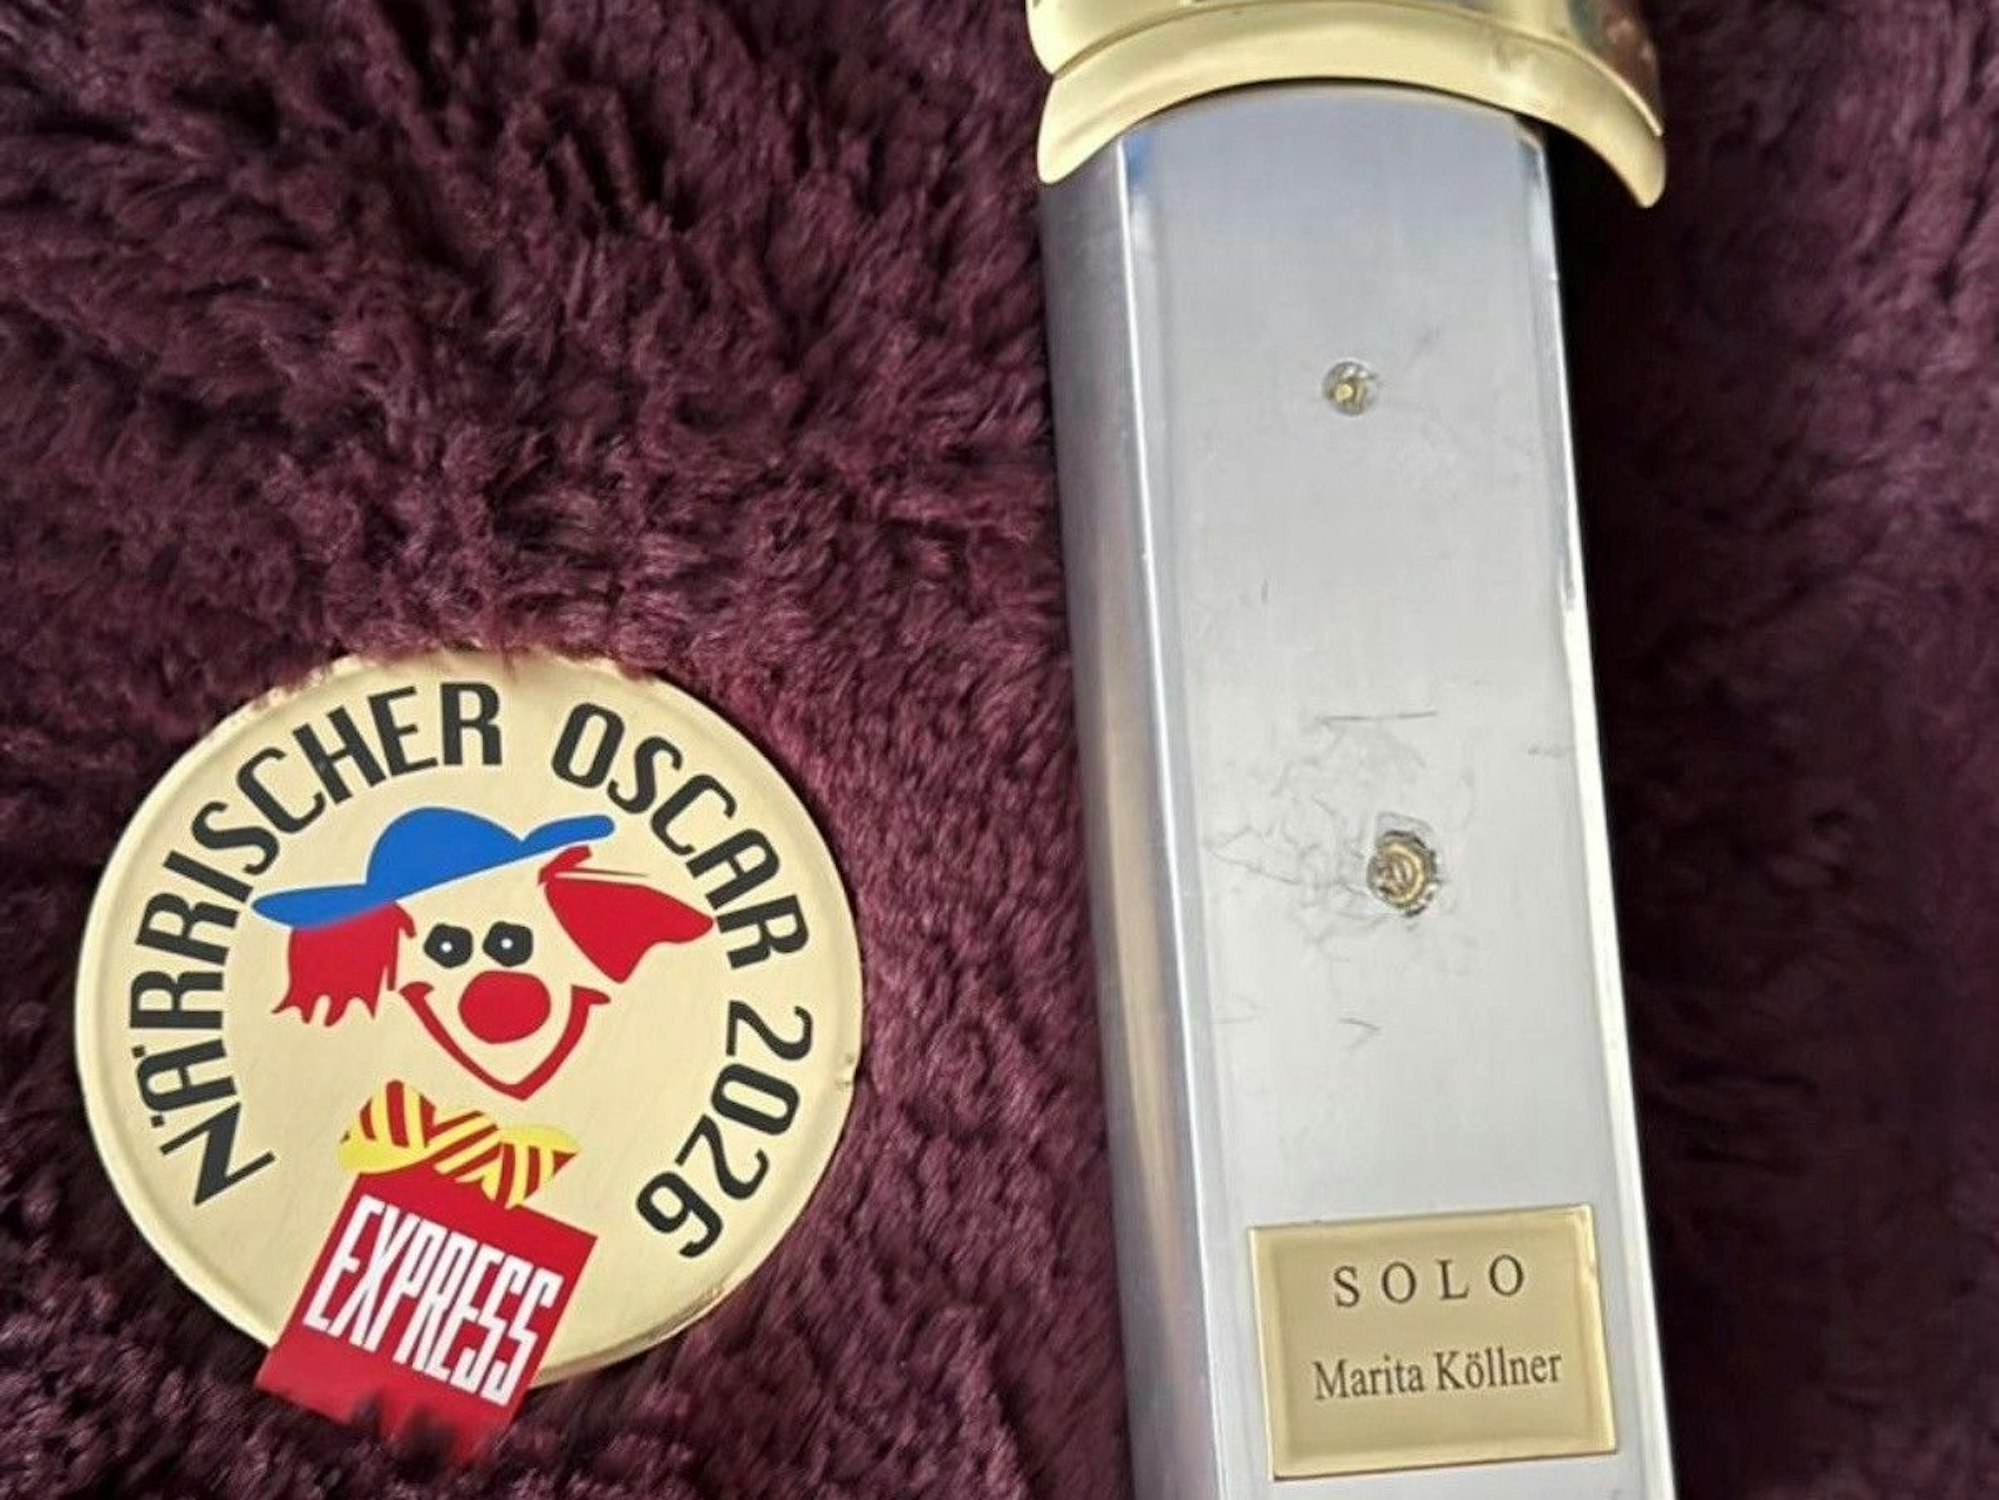 NÄRRISCHER OSCAR 2026
EXPRESS
SOLO
Marita Köllner